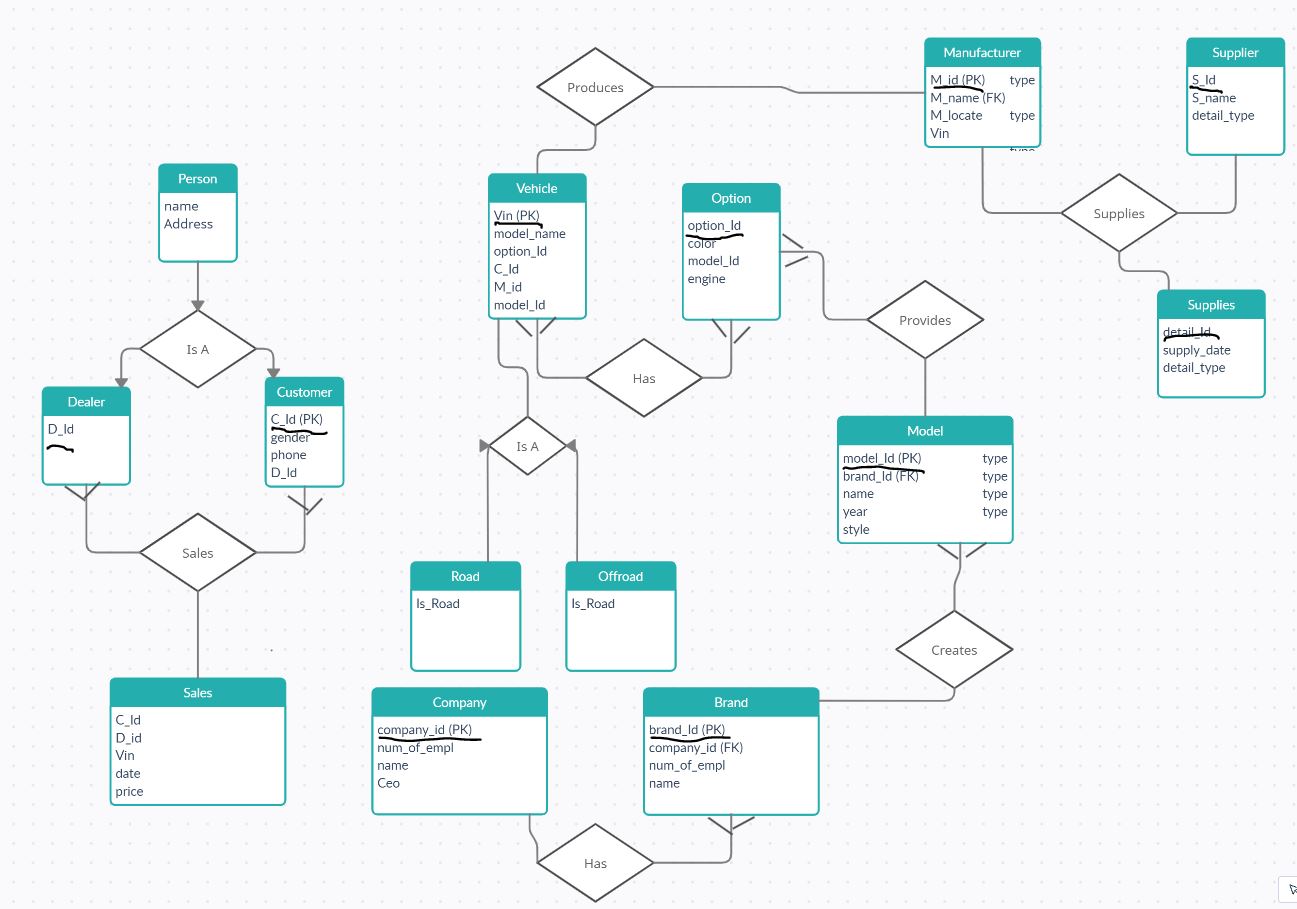 Produces
Manufacturer
M_id (PK) type
M_name (FK)
M_locate type
Vin
type
Supplier
S_Id
S_name
detail_type
Supplies
Supplies
detail_Id
supply_date
detail_type
Person
name
Address
Is A
Dealer
D_Id
Customer
C_Id (PK)
gender
phone
D_Id
Sales
Sales
C_Id
D_id
Vin
date
price
Vehicle
Vin (PK)
model_name
option_Id
C_Id
M_id
model_Id
Option
option_Id
color
model_Id
engine
Has
Is A
Provides
Road
Is_Road
Offroad
Is_Road
Model
model_Id (PK) type
brand_Id (FK) type
name type
year type
style
Creates
Company
company_id (PK)
num_of_empl
name
Ceo
Brand
brand_Id (PK)
company_id (FK)
num_of_empl
name
Has